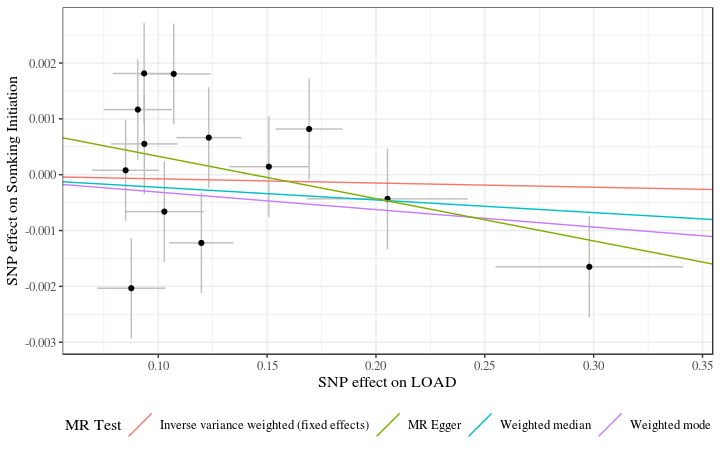 SNP effect on Somking Initiation
0.002
0.001
0.000
-0.001
-0.002
-0.003
0.10 0.15 0.20 0.25 0.30 0.35
SNP effect on LOAD
MR Test Inverse variance weighted (fixed effects) MR Egger Weighted median Weighted mode